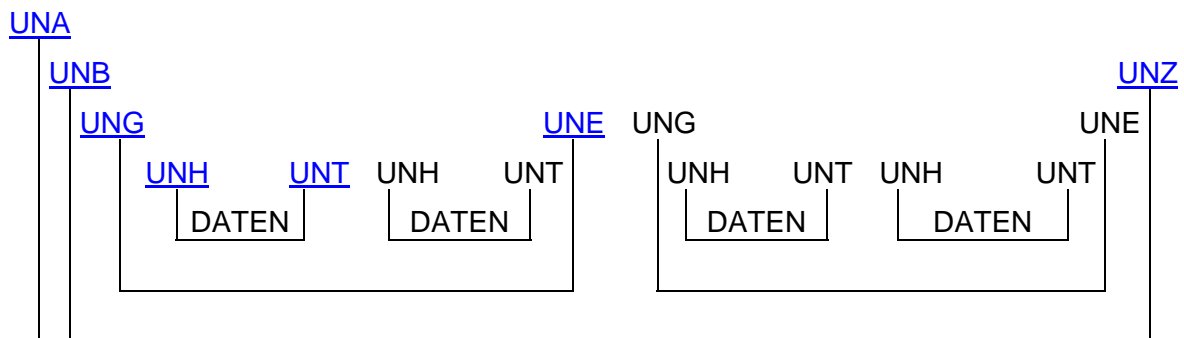 UNA
UNB UNZ
UNG UNE UNG UNE
UNH UNT UNH UNT UNH UNT UNH UNT
DATEN DATEN DATEN DATEN